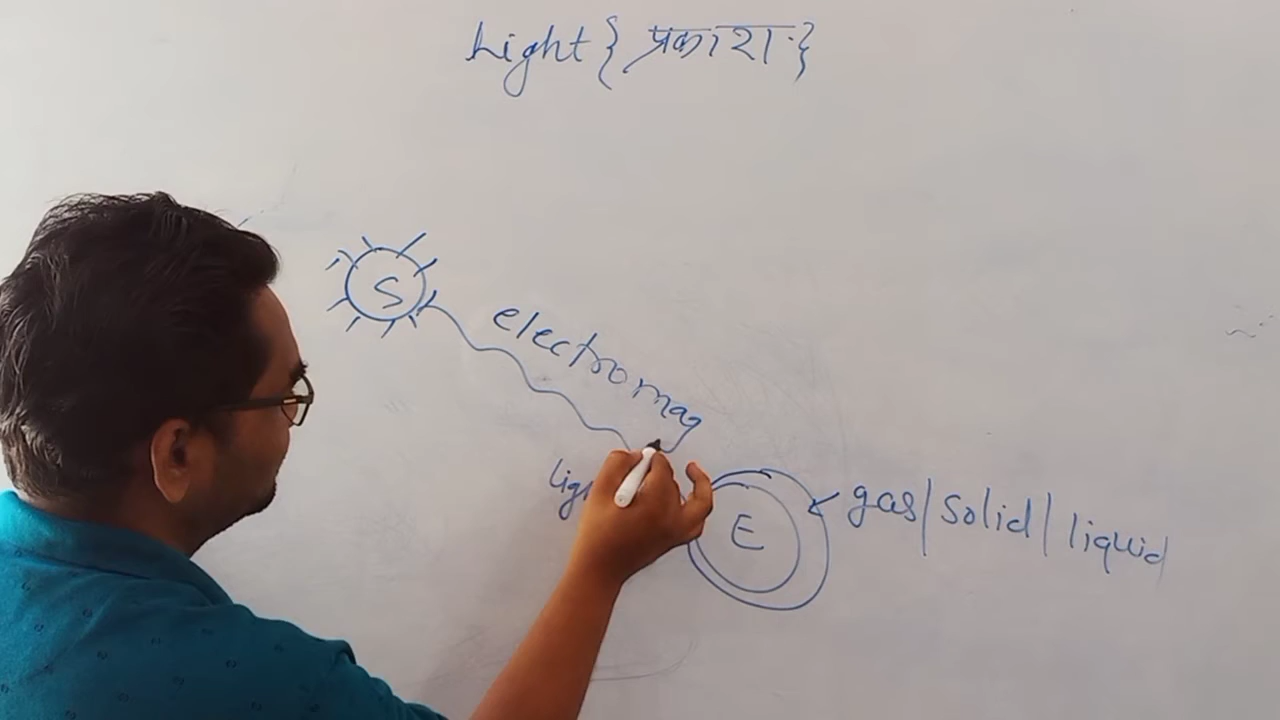 Light { प्रकाश }
S
electromag
E
gas/solid/liquid